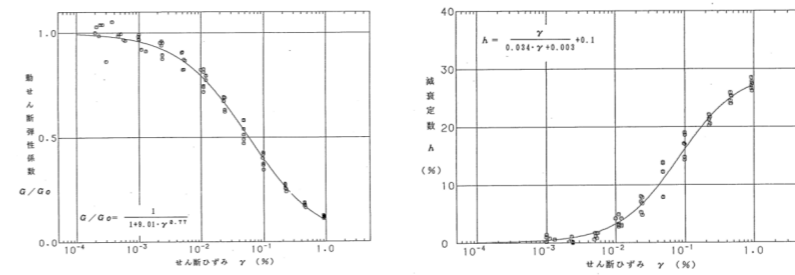 1.0
0.5
0.0
動せん断弾性係数
G/G₀
G/G₀=
1
1+9.01・γ^0.77
10⁻⁴
10⁻³
10⁻²
10⁻¹
1.0
せん断ひずみ γ (%)
40
30
20
10
0
減衰定数
h
(%)
h =
γ
0.034・γ+0.003
+0.1
10⁻⁴
10⁻³
10⁻²
10⁻¹
1.0
せん断ひずみ γ (%)